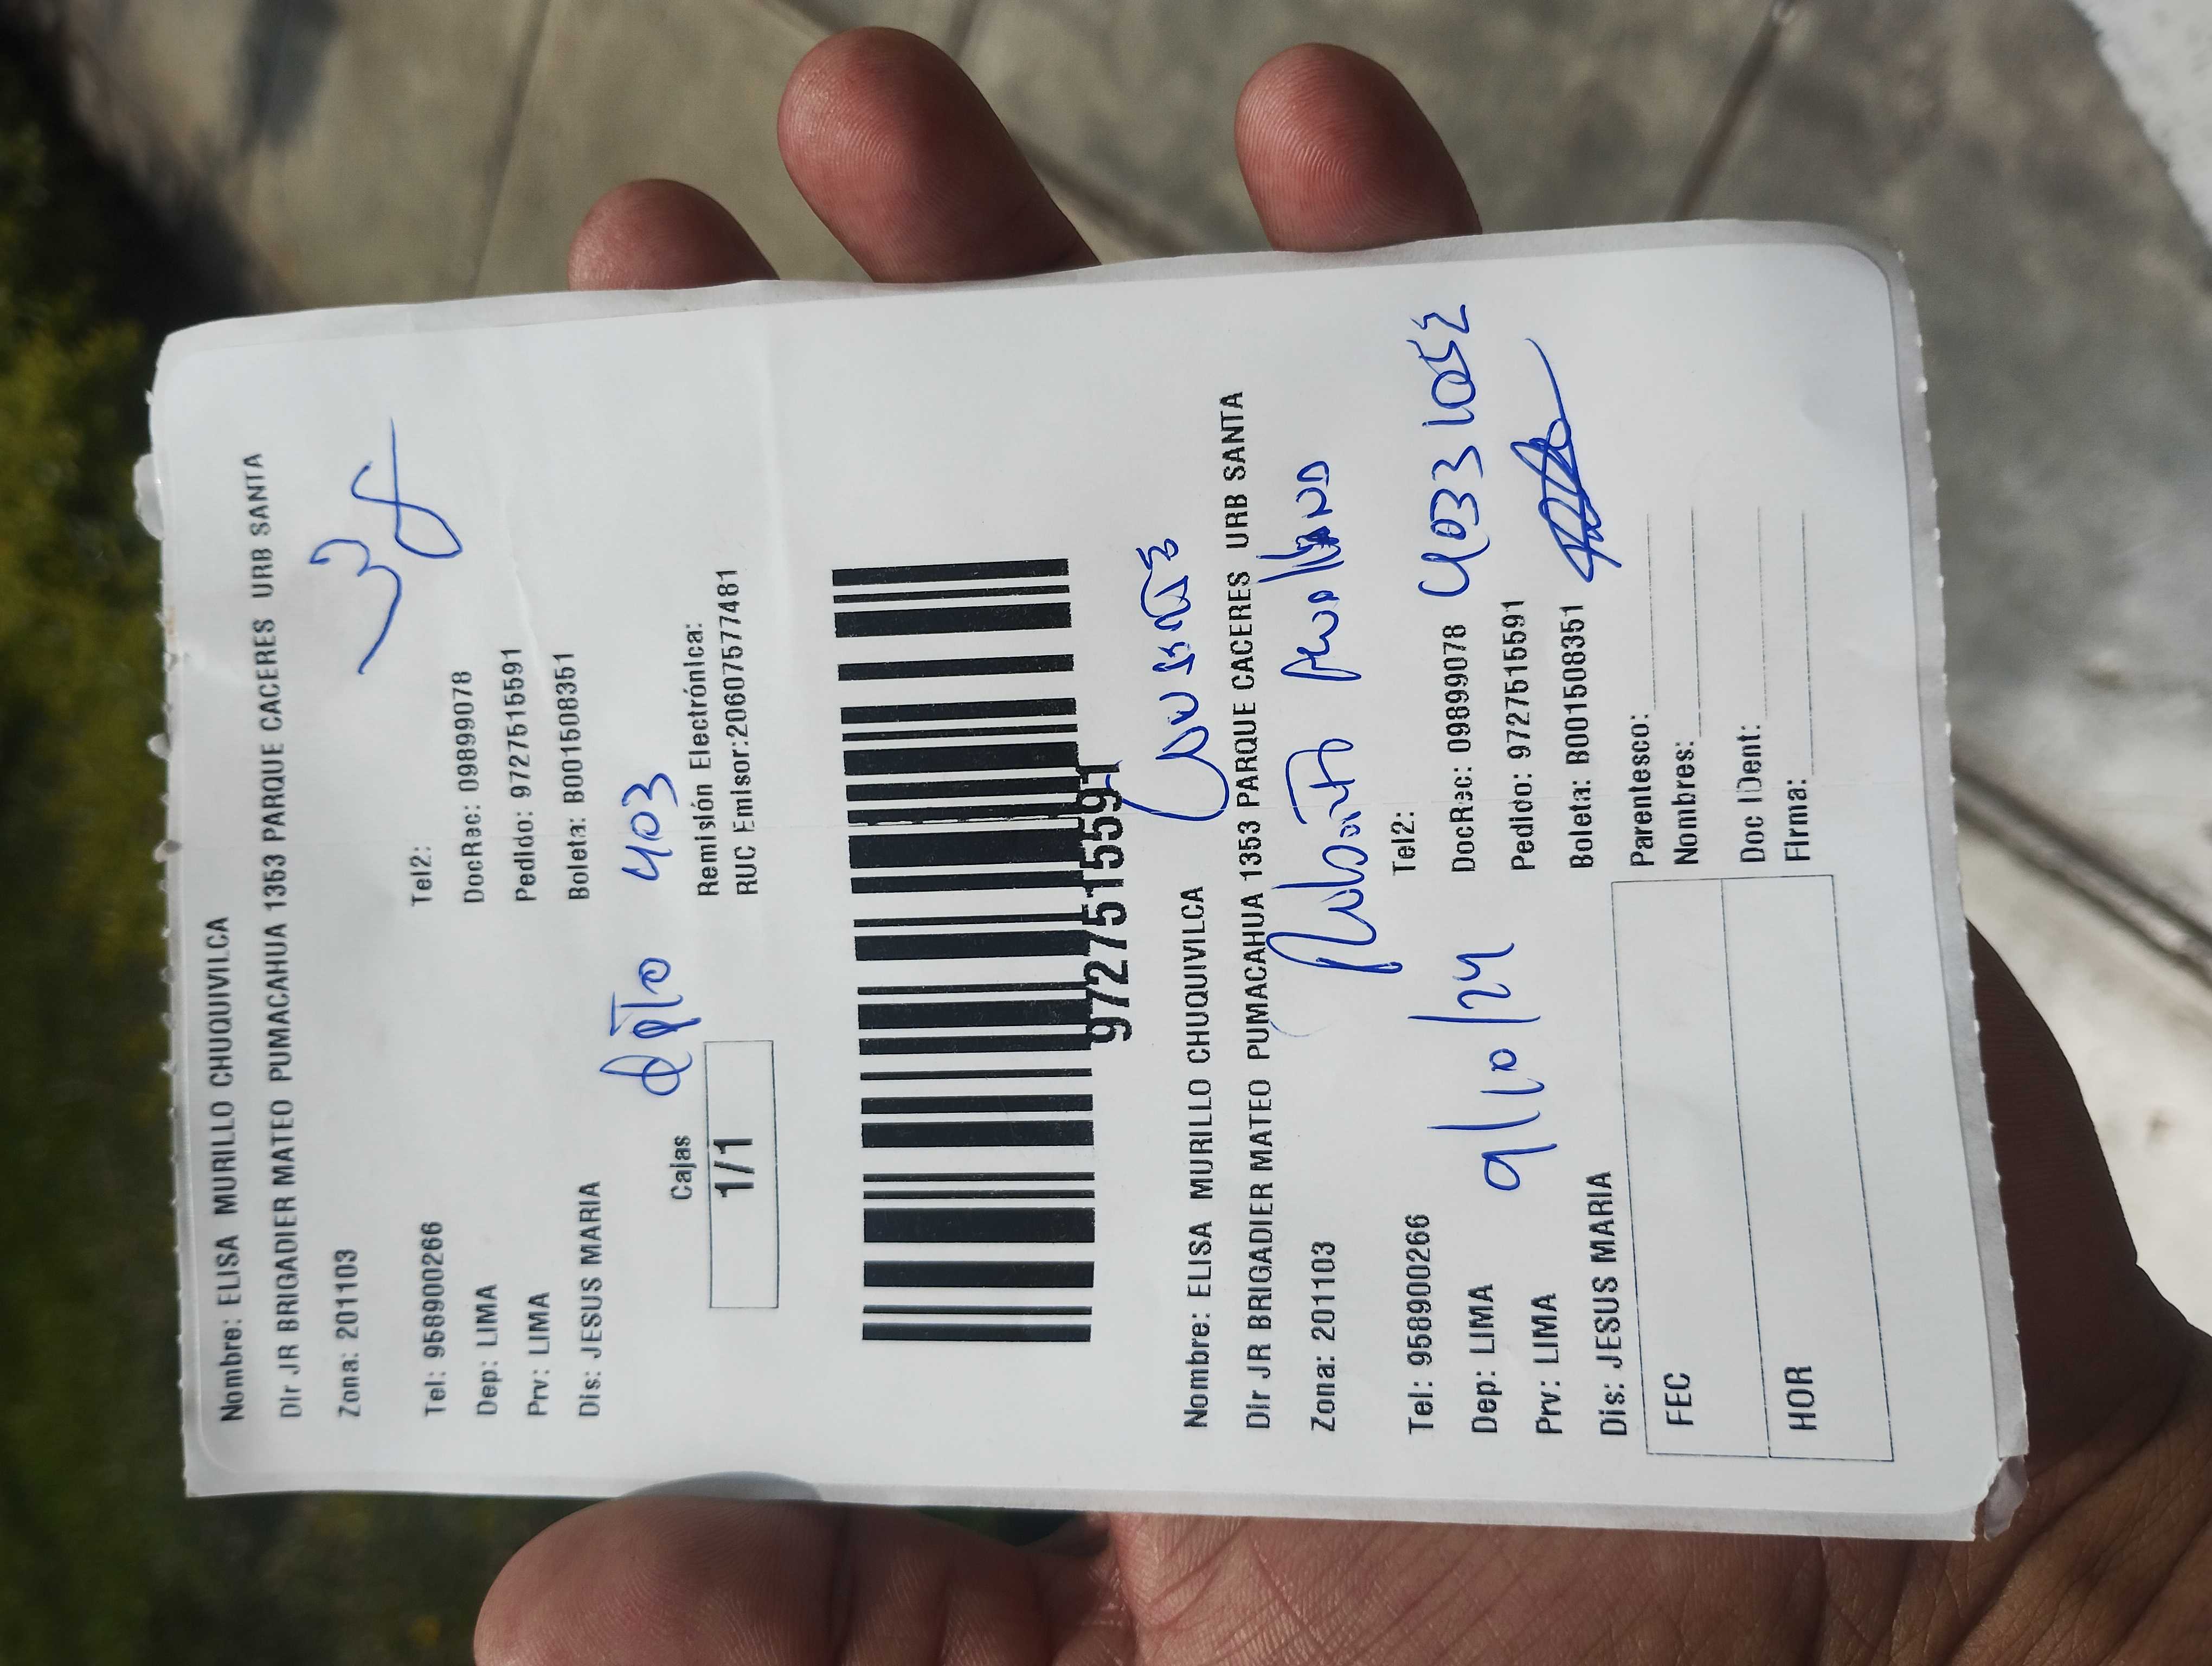 Nombre: ELISA MURILLO CHUQUIVILCA
Dir JR BRIGADIER MATEO PUMACAHUA 1353 PARQUE CACERES URB SANTA
Zona: 201103
38
Tel: 958900266 Tel2:
Dep: LIMA DocRec: 09899078
Prv: LIMA Pedido: 9727515591
Dis: JESUS MARIA Boleta: B001508351
dpto 403
Cajas Remisión Electrónica:
1/1 RUC Emisor:20607577481
9727515591
Nombre: ELISA MURILLO CHUQUIVILCA
Dir JR BRIGADIER MATEO PUMACAHUA 1353 PARQUE CACERES URB SANTA
Zona: 201103
Roberto
Tel: 958900266 Tel2:
Dep: LIMA 9/10/24 DocRec: 09899078 40331052
Prv: LIMA Pedido: 9727515591
Dis: JESUS MARIA Boleta: B001508351
FEC Parentesco:
Nombres:
HOR Doc IDent:
Firma: